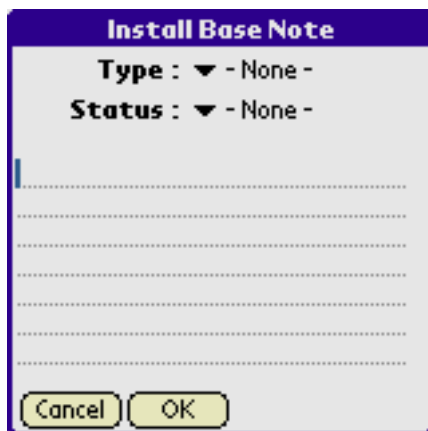 Install Base Note
Type : - None -
Status : - None -
Cancel OK